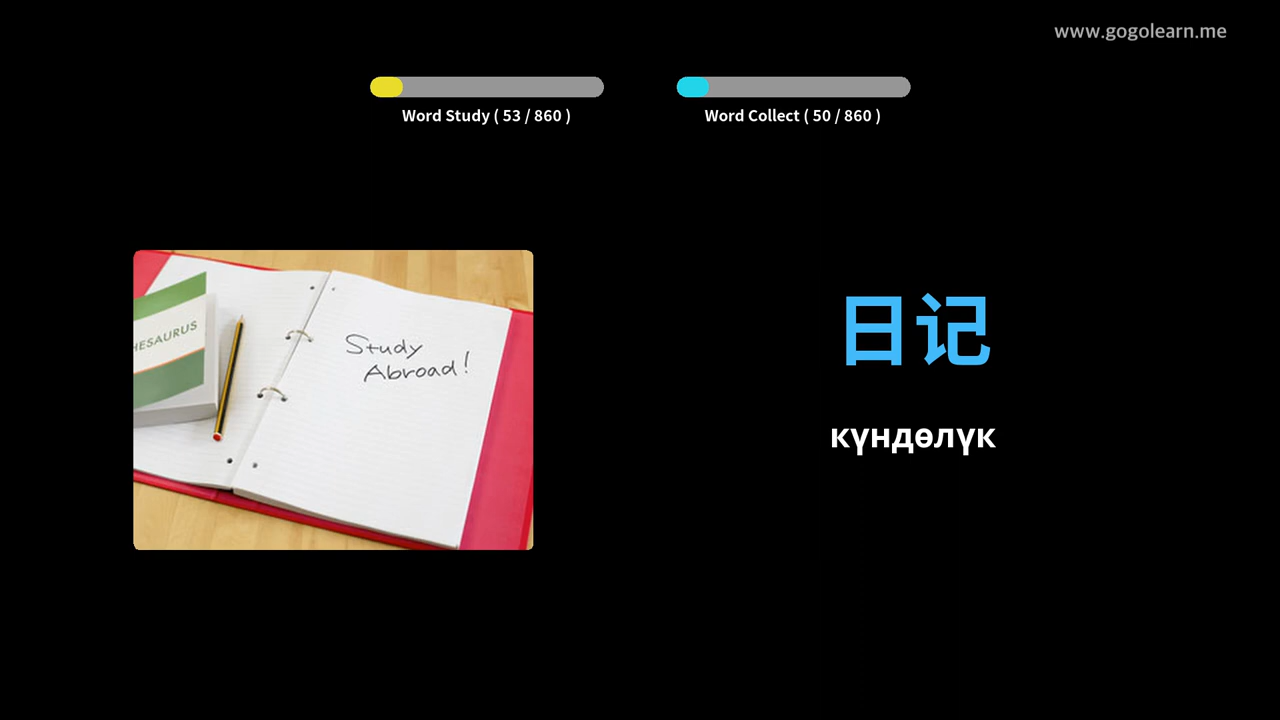 www.gogolearn.me
Word Study ( 53 / 860 )
Word Collect ( 50 / 860 )
HESAURUS
Study
Abroad!
日记
күндөлүк